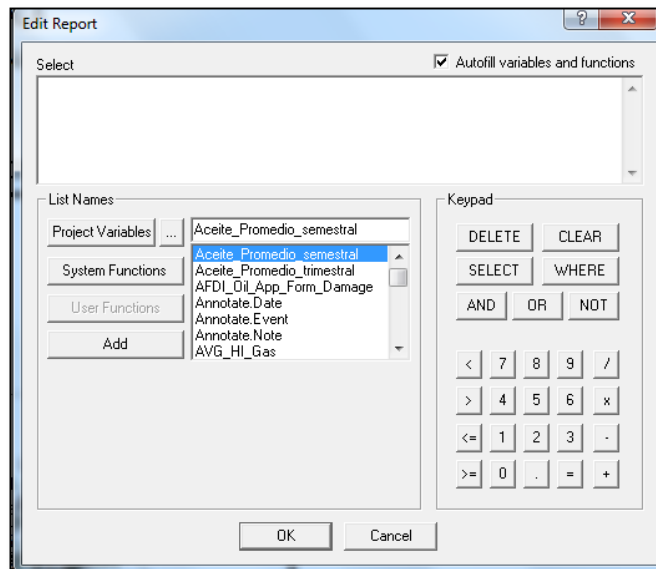 Edit Report
?
x
Select
Autofill variables and functions
List Names
Project Variables ... Aceite_Promedio_semestral
System Functions
User Functions
Add
Aceite_Promedio_semestral
Aceite_Promedio_trimestral
AFDI_Oil_App_Form_Damage
Annotate.Date
Annotate.Event
Annotate.Note
AVG_HI_Gas
Keypad
DELETE CLEAR
SELECT WHERE
AND OR NOT
< 7 8 9 /
> 4 5 6 x
<= 1 2 3 -
>= 0 . = +
OK Cancel